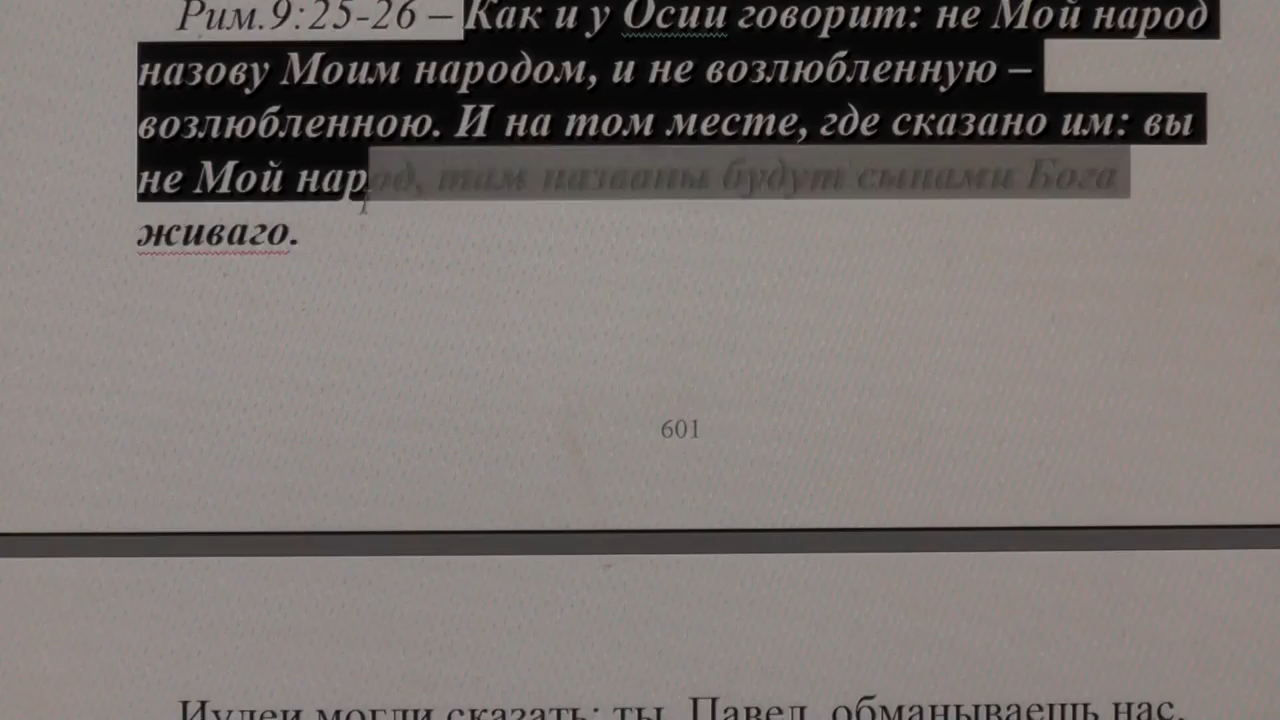 Рим.9:25-26 – Как и у Осии говорит: не Мой народ
назову Моим народом, и не возлюбленную –
возлюбленною. И на том месте, где сказано им: вы
не Мой народ, там названы будут сынами Бога
живаго.
601
Иудеи могли сказать: ты, Павел, обманываешь нас.